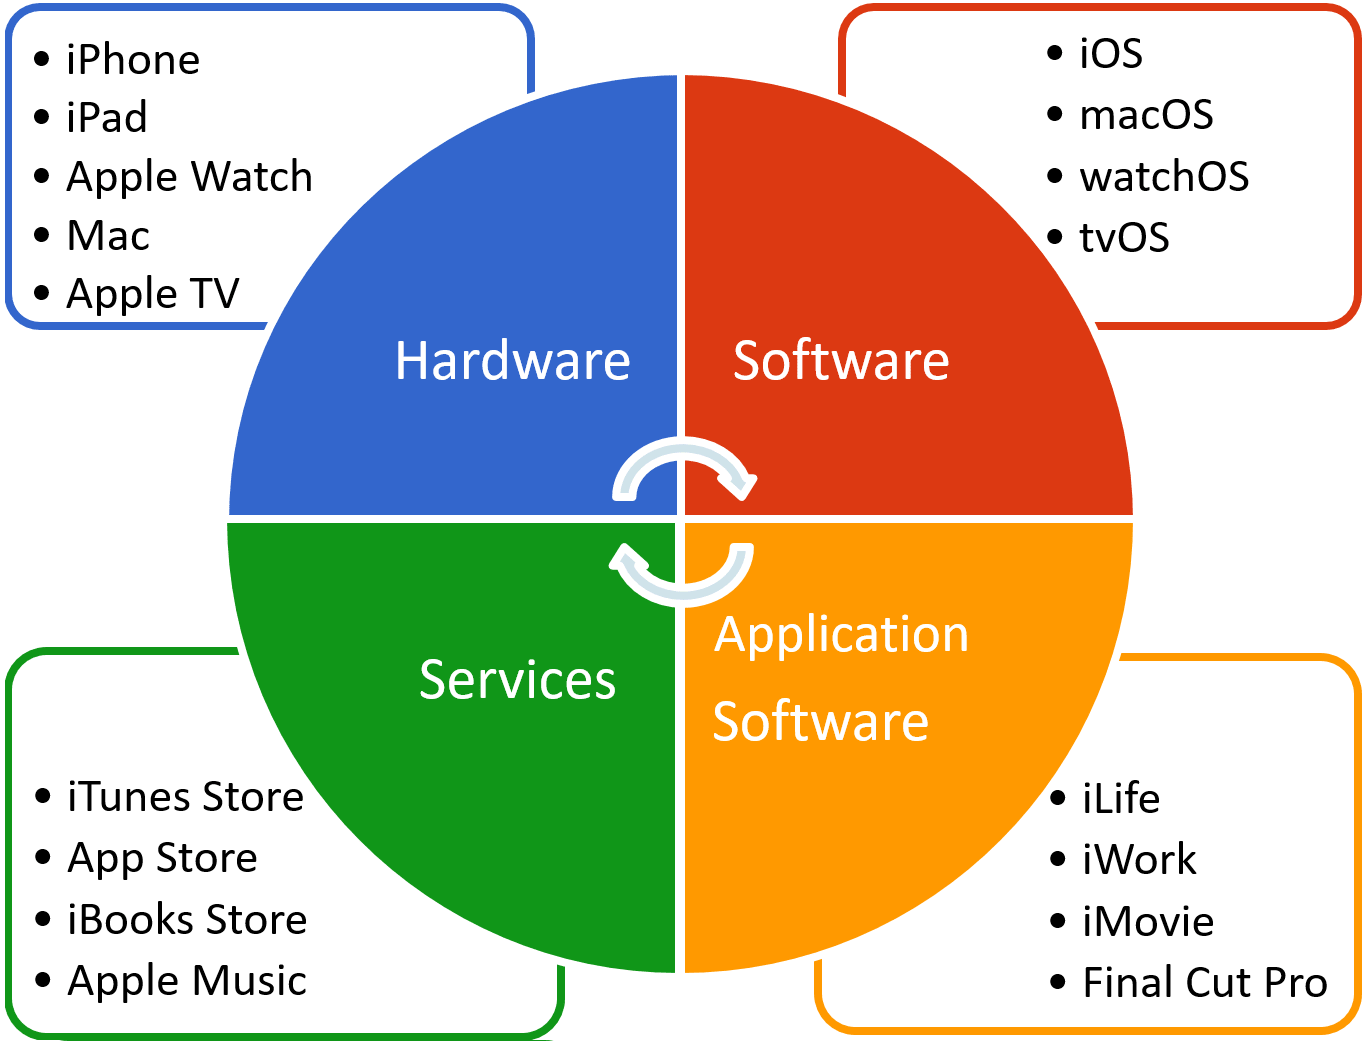 • iPhone
• iPad
• Apple Watch
• Mac
• Apple TV
Hardware
• iOS
• macOS
• watchOS
• tvOS
Software
Services
• iTunes Store
• App Store
• iBooks Store
• Apple Music
Application
Software
• iLife
• iWork
• iMovie
• Final Cut Pro